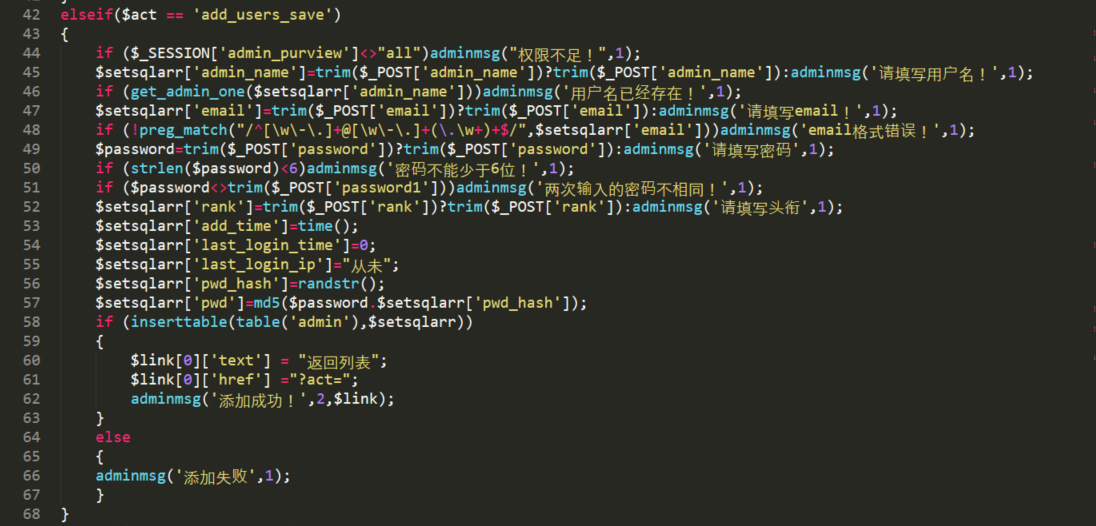 42 elseif($act == 'add_users_save')
43 {
44 if ($_SESSION['admin_purview']<>"all")adminmsg("权限不足！",1);
45 $setsqlarr['admin_name']=trim($_POST['admin_name'])?trim($_POST['admin_name']):adminmsg('请填写用户名！',1);
46 if (get_admin_one($setsqlarr['admin_name']))adminmsg('用户名已经存在！',1);
47 $setsqlarr['email']=trim($_POST['email'])?trim($_POST['email']):adminmsg('请填写email！',1);
48 if (!preg_match("/^[\w\-\.]+@[\w\-\.]+(\.\w+)+$/",$setsqlarr['email']))adminmsg('email格式错误！',1);
49 $password=trim($_POST['password'])?trim($_POST['password']):adminmsg('请填写密码',1);
50 if (strlen($password)<6)adminmsg('密码不能少于6位！',1);
51 if ($password<>trim($_POST['password1']))adminmsg('两次输入的密码不相同！',1);
52 $setsqlarr['rank']=trim($_POST['rank'])?trim($_POST['rank']):adminmsg('请填写头衔',1);
53 $setsqlarr['add_time']=time();
54 $setsqlarr['last_login_time']=0;
55 $setsqlarr['last_login_ip']="从未";
56 $setsqlarr['pwd_hash']=randstr();
57 $setsqlarr['pwd']=md5($password.$setsqlarr['pwd_hash']);
58 if (inserttable(table('admin'),$setsqlarr))
59 {
60 $link[0]['text'] = "返回列表";
61 $link[0]['href'] ="?act=";
62 adminmsg('添加成功！',2,$link);
63 }
64 else
65 {
66 adminmsg('添加失败',1);
67 }
68 }